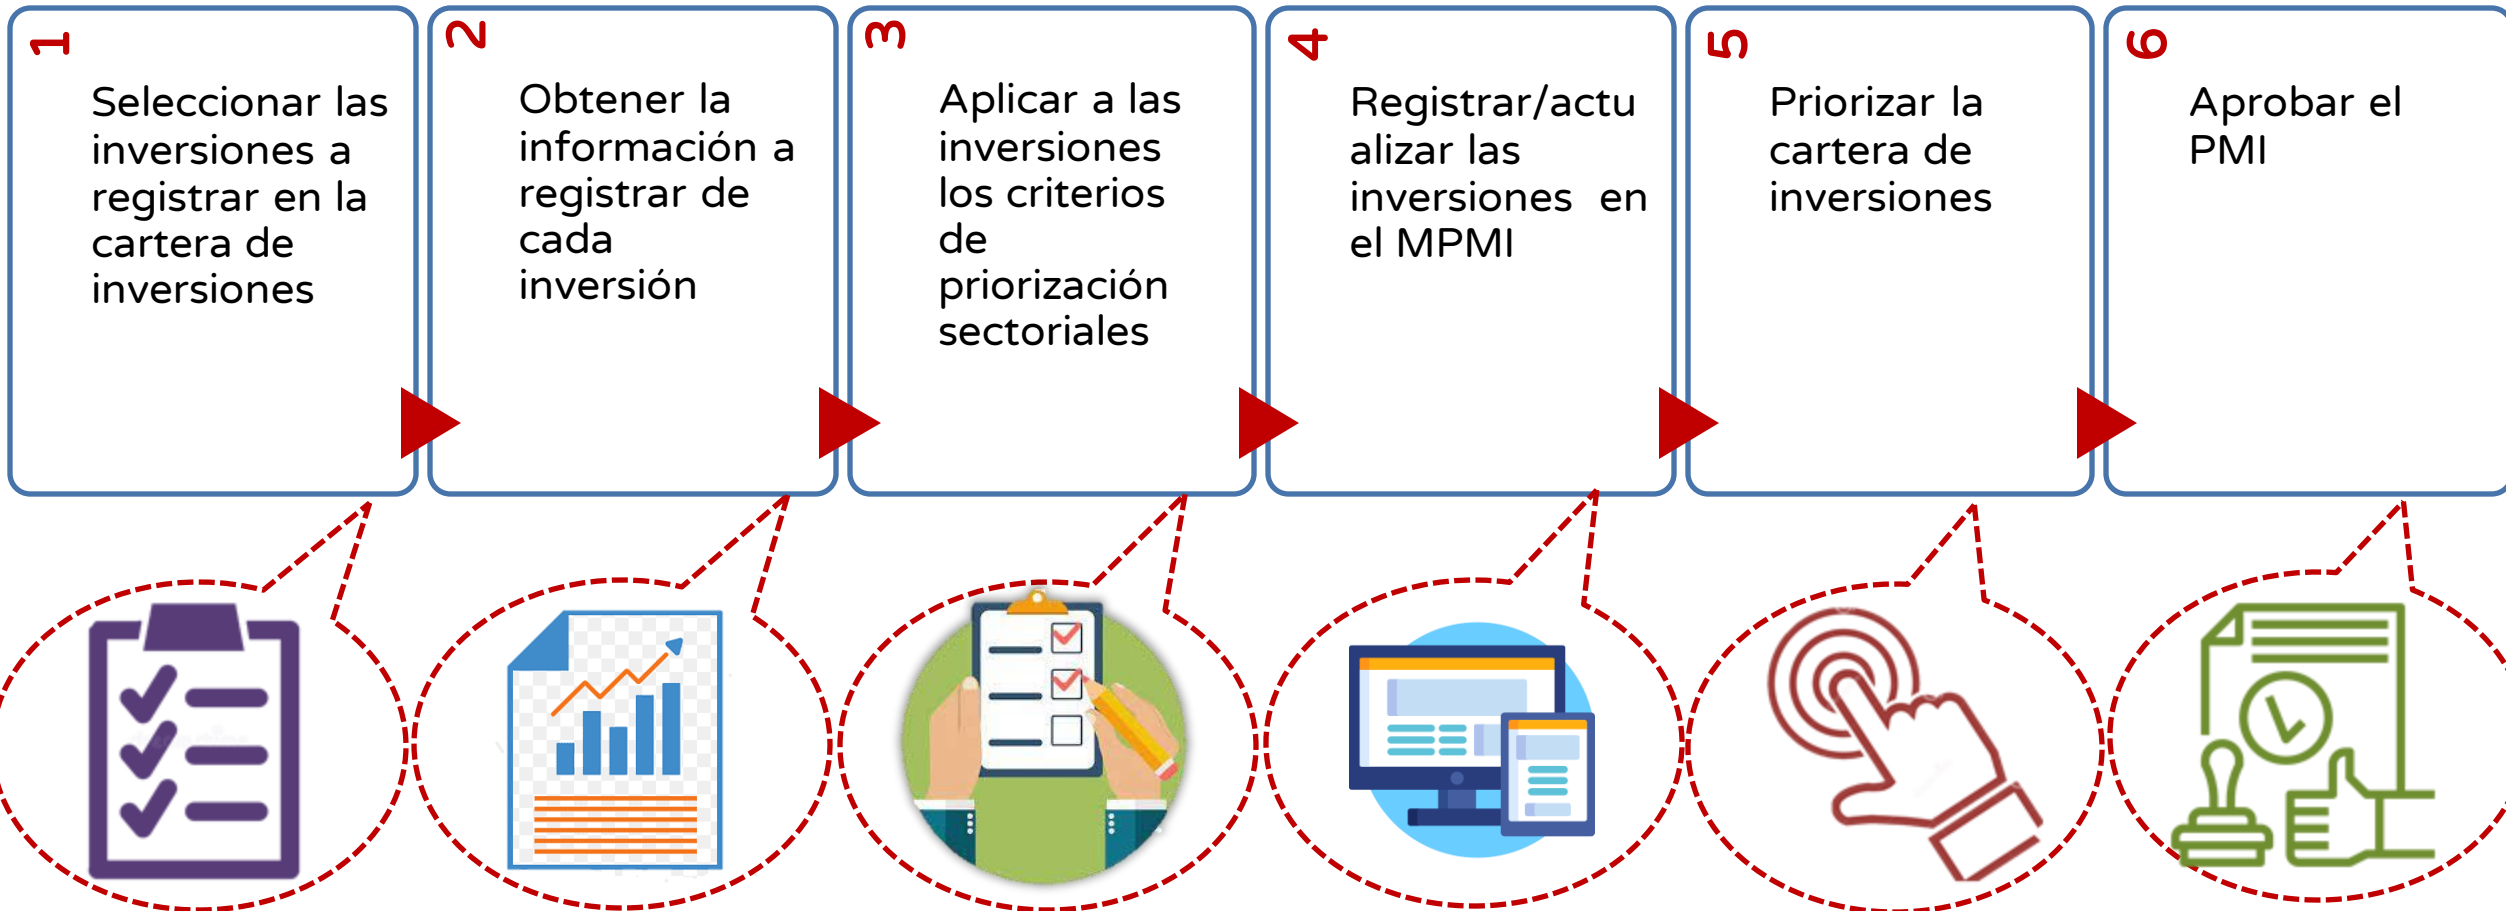 1
Seleccionar las
inversiones a
registrar en la
cartera de
inversiones
2
Obtener la
información a
registrar de
cada
inversión
3
Aplicar a las
inversiones
los criterios
de
priorización
sectoriales
4
Registrar/actu
alizar las
inversiones en
el MPMI
5
Priorizar la
cartera de
inversiones
6
Aprobar el
PMI